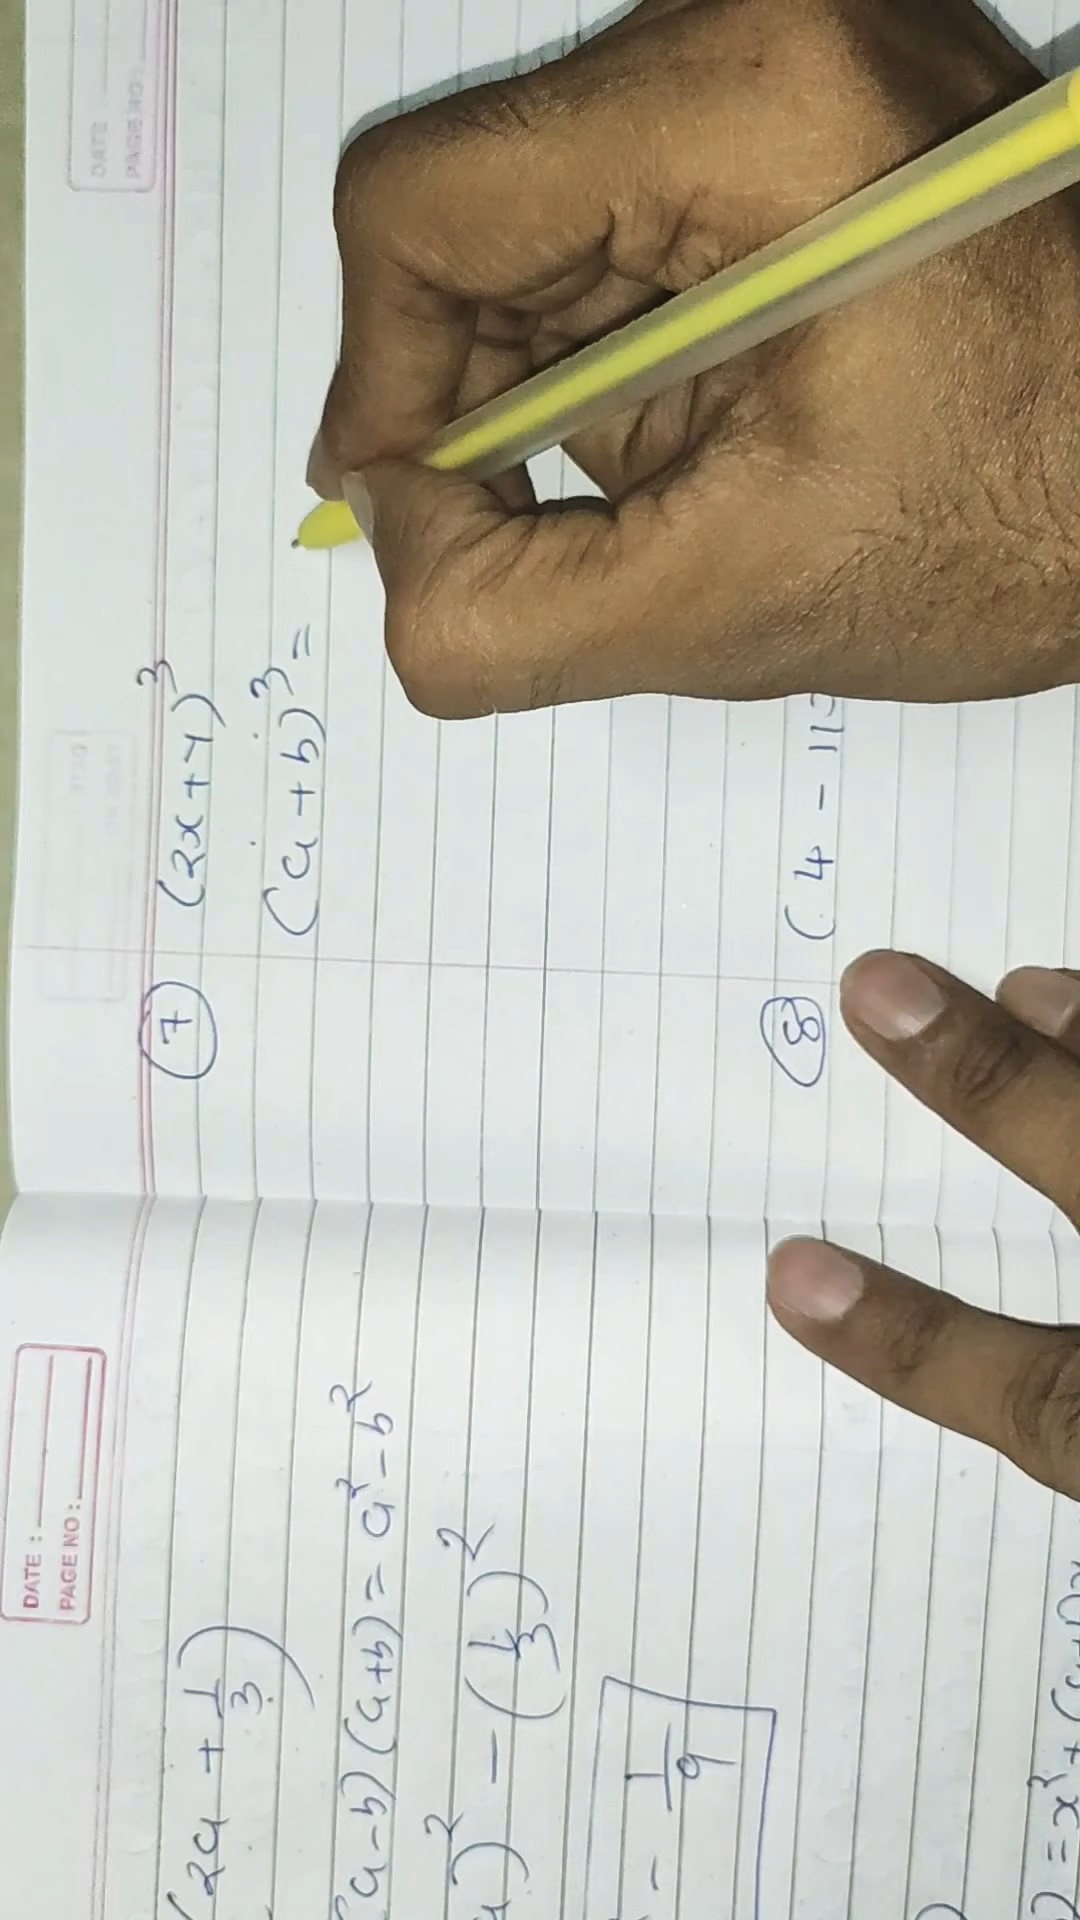 DATE :
PAGE NO :
(2a + 1/3)
(a-b)(a+b) = a² - b²
)² - (1/3)²
- 1/9
= x² +
DATE
PAGE NO :
⑦ (2x+y)³
(a+b)³ =
⑧ (4 - 11